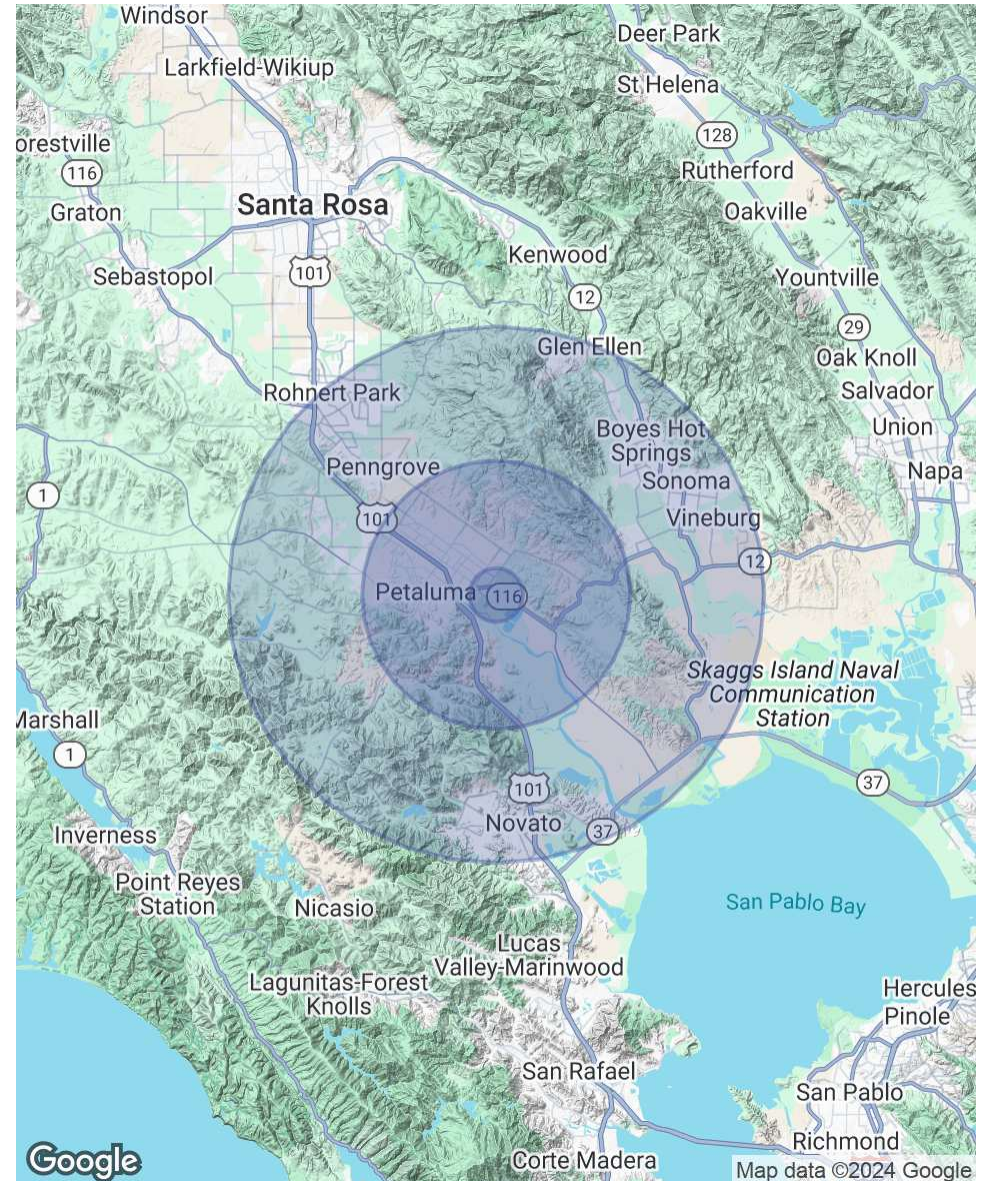 Windsor
Deer Park
Larkfield-Wikiup
St Helena
128
orestville
116
Rutherford
Santa Rosa
Graton
Oakville
Kenwood
101
Sebastopol
Yountville
12
29
Glen Ellen
Oak Knoll
Rohnert Park
Salvador
Boyes Hot
Springs
Union
Penngrove
Napa
Sonoma
1
101
Vineburg
12
Petaluma
116
Skaggs Island Naval
Communication
Station
Marshall
1
37
101
Novato
37
Inverness
Point Reyes
Station
Nicasio
San Pablo Bay
Lucas
Valley-Marinwood
Lagunitas-Forest
Knolls
Hercules
Pinole
San Rafael
San Pablo
Richmond
Corte Madera
Google
Map data ©2024 Google